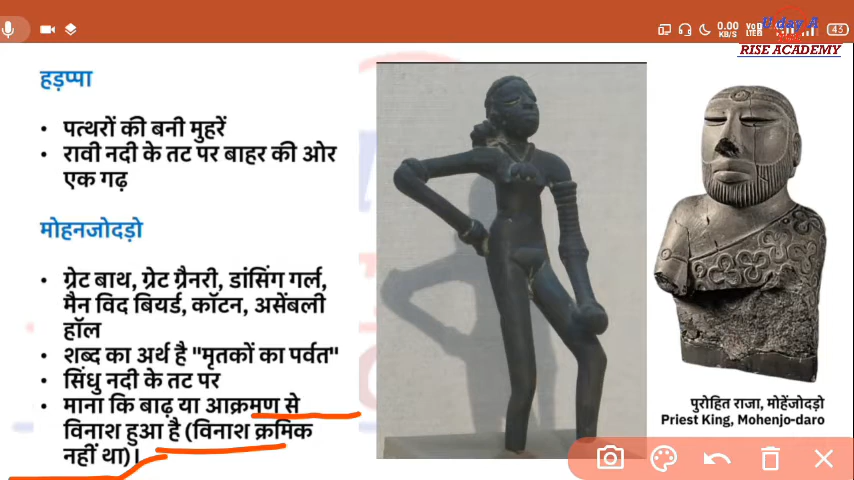 0.00
KB/S
43
U day A
RISE ACADEMY
हड़प्पा
• पत्थरों की बनी मुहरें
• रावी नदी के तट पर बाहर की ओर
एक गढ़
मोहनजोदड़ो
• ग्रेट बाथ, ग्रेट ग्रैनरी, डांसिंग गर्ल,
मैन विद बियर्ड, कॉटन, असेंबली
हॉल
• शब्द का अर्थ है "मृतकों का पर्वत"
• सिंधु नदी के तट पर
• माना कि बाढ़ या आक्रमण से
विनाश हुआ है (विनाश क्रमिक
नहीं था)।
पुरोहित राजा, मोहेंजोदड़ो
Priest King, Mohenjo-daro